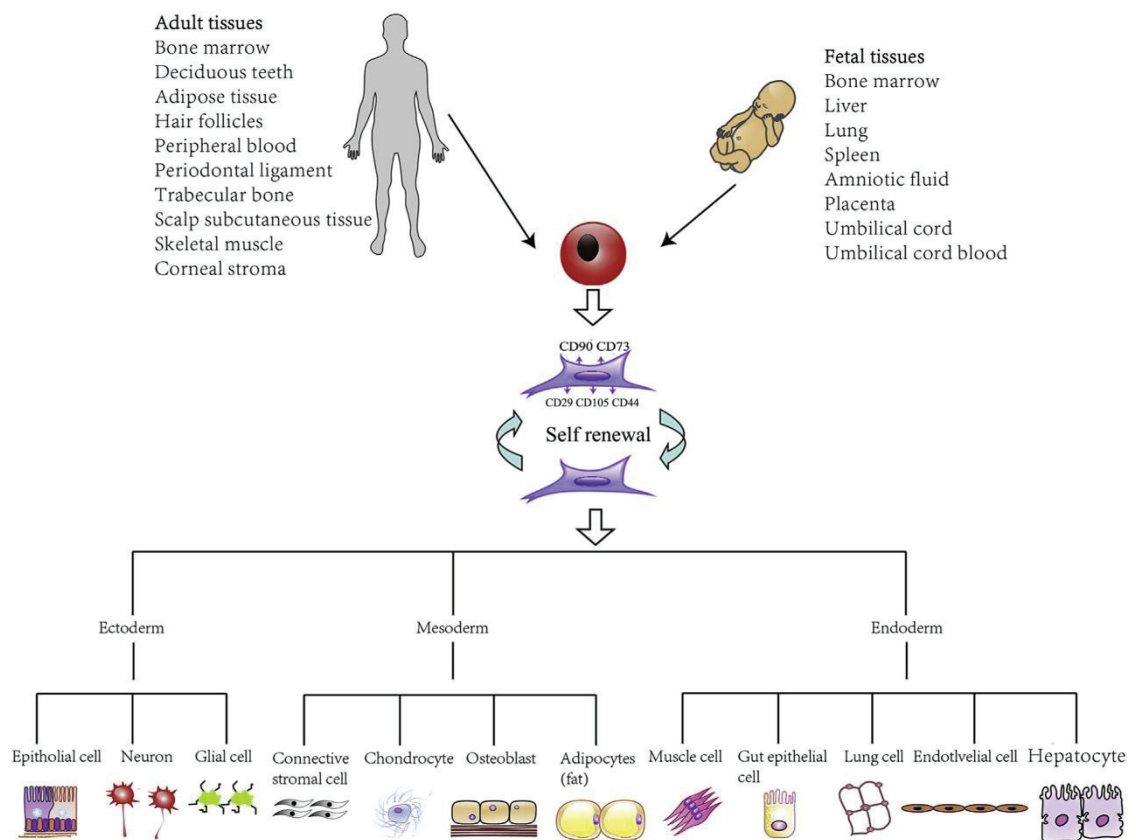 Adult tissues
Bone marrow
Deciduous teeth
Adipose tissue
Hair follicles
Peripheral blood
Periodontal ligament
Trabecular bone
Scalp subcutaneous tissue
Skeletal muscle
Corneal stroma
Fetal tissues
Bone marrow
Liver
Lung
Spleen
Amniotic fluid
Placenta
Umbilical cord
Umbilical cord blood
CD90 CD73
CD29 CD105 CD44
Self renewal
Ectoderm
Mesoderm
Endoderm
Epitholial cell
Neuron
Glial cell
Connective
stromal cell
Chondrocyte
Osteoblast
Adipocytes
(fat)
Muscle cell
Gut epithelial
cell
Lung cell
Endotlvelial cell
Hepatocyte